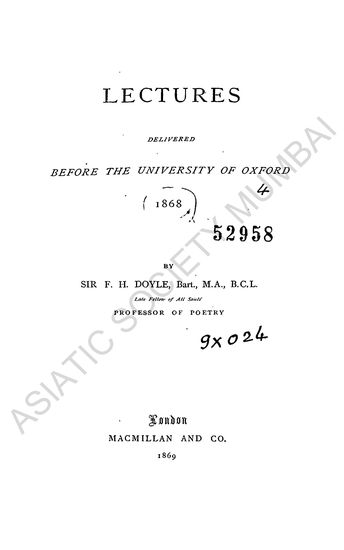 LECTURES
DELIVERED
BEFORE THE UNIVERSITY OF OXFORD
4
(1868)
52958
BY
SIR F. H. DOYLE, Bart., M.A., B.C.L.
Late Fellow of All Souls'
PROFESSOR OF POETRY
9x024
London
MACMILLAN AND CO.
1869
ASIATIC SOCIETY MUMBAI